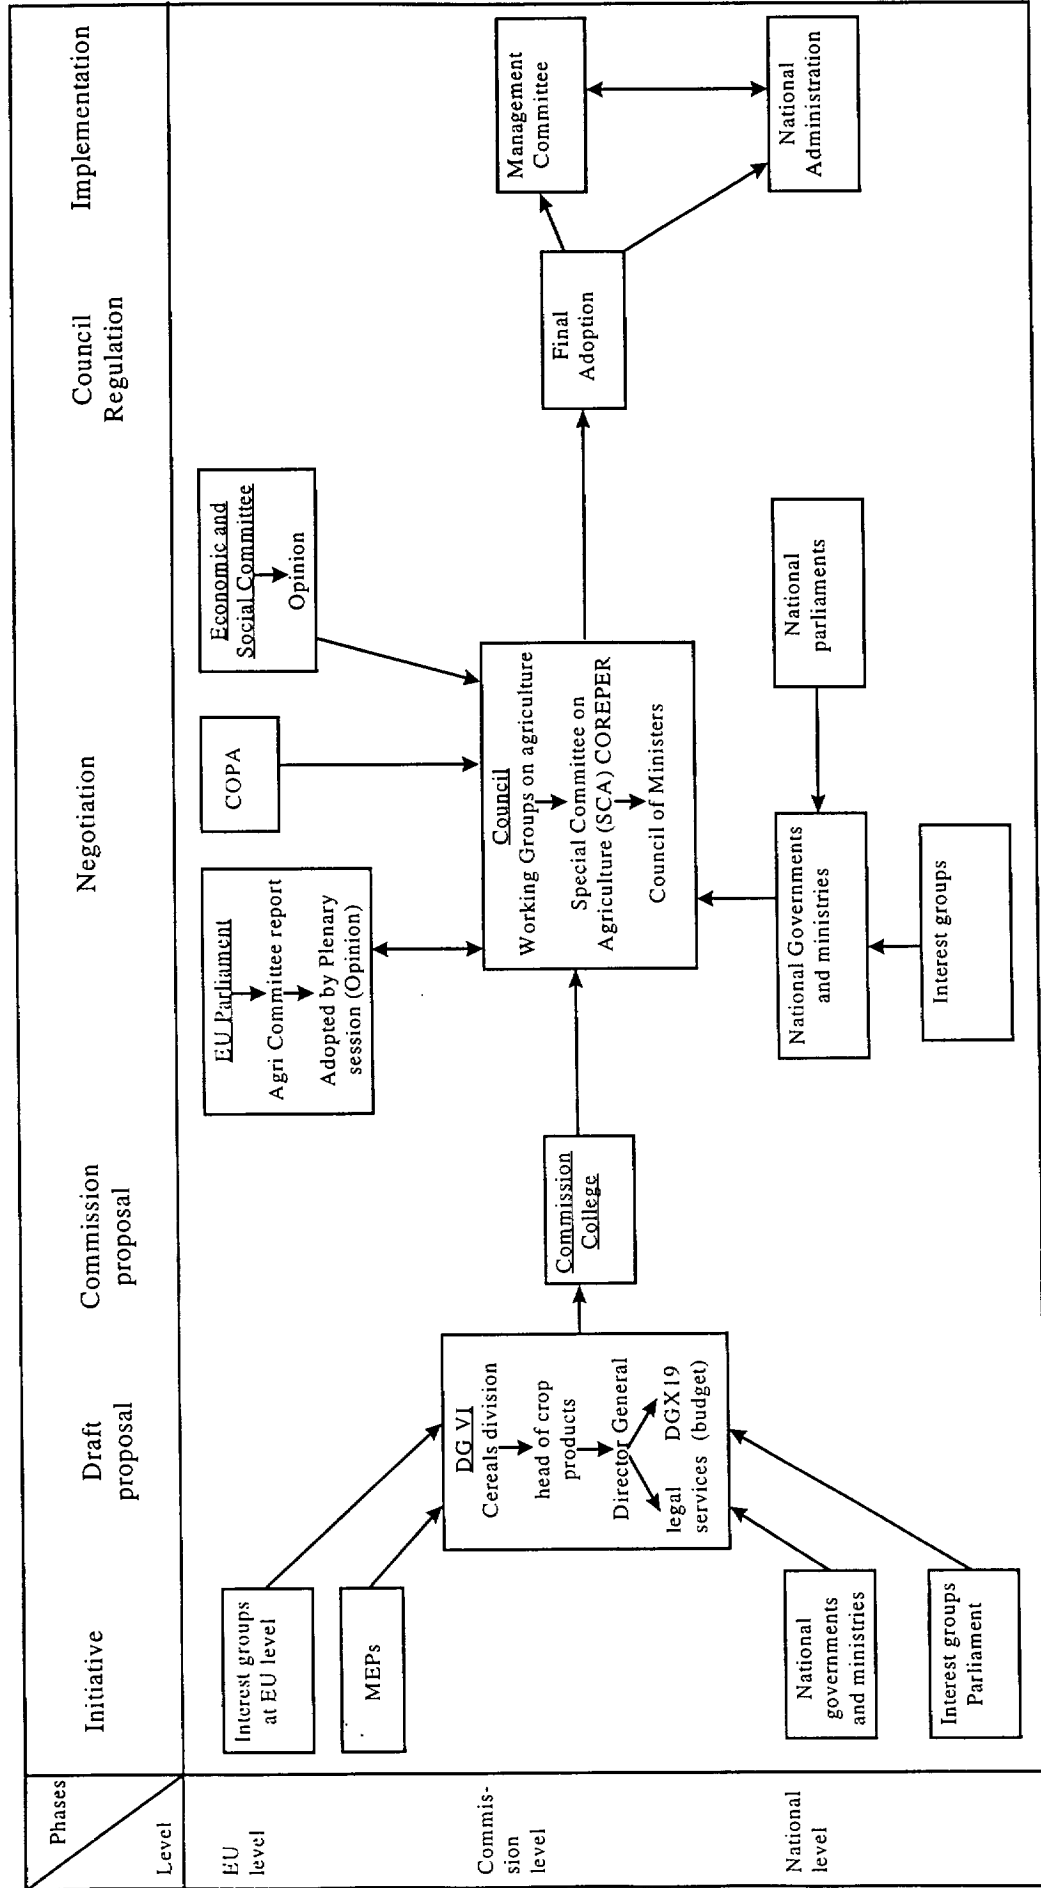 Phases
Level
Initiative
Draft
proposal
Commission
proposal
Negotiation
Council
Regulation
Implementation
EU
level
Interest groups
at EU level
MEPs
EU Parliament
Agri Committee report
Adopted by Plenary
session (Opinion)
COPA
Economic and
Social Committee
Opinion
Commis-
sion
level
DG VI
Cereals division
head of crop
products
Director General
legal
services
DGX19
(budget)
Commission
College
Council
Working Groups on agriculture
Special Committee on
Agriculture (SCA) COREPER
Council of Ministers
Final
Adoption
Management
Committee
National
level
National
governments
and ministries
Interest groups
Parliament
National Governments
and ministries
Interest groups
National
parliaments
National
Administration